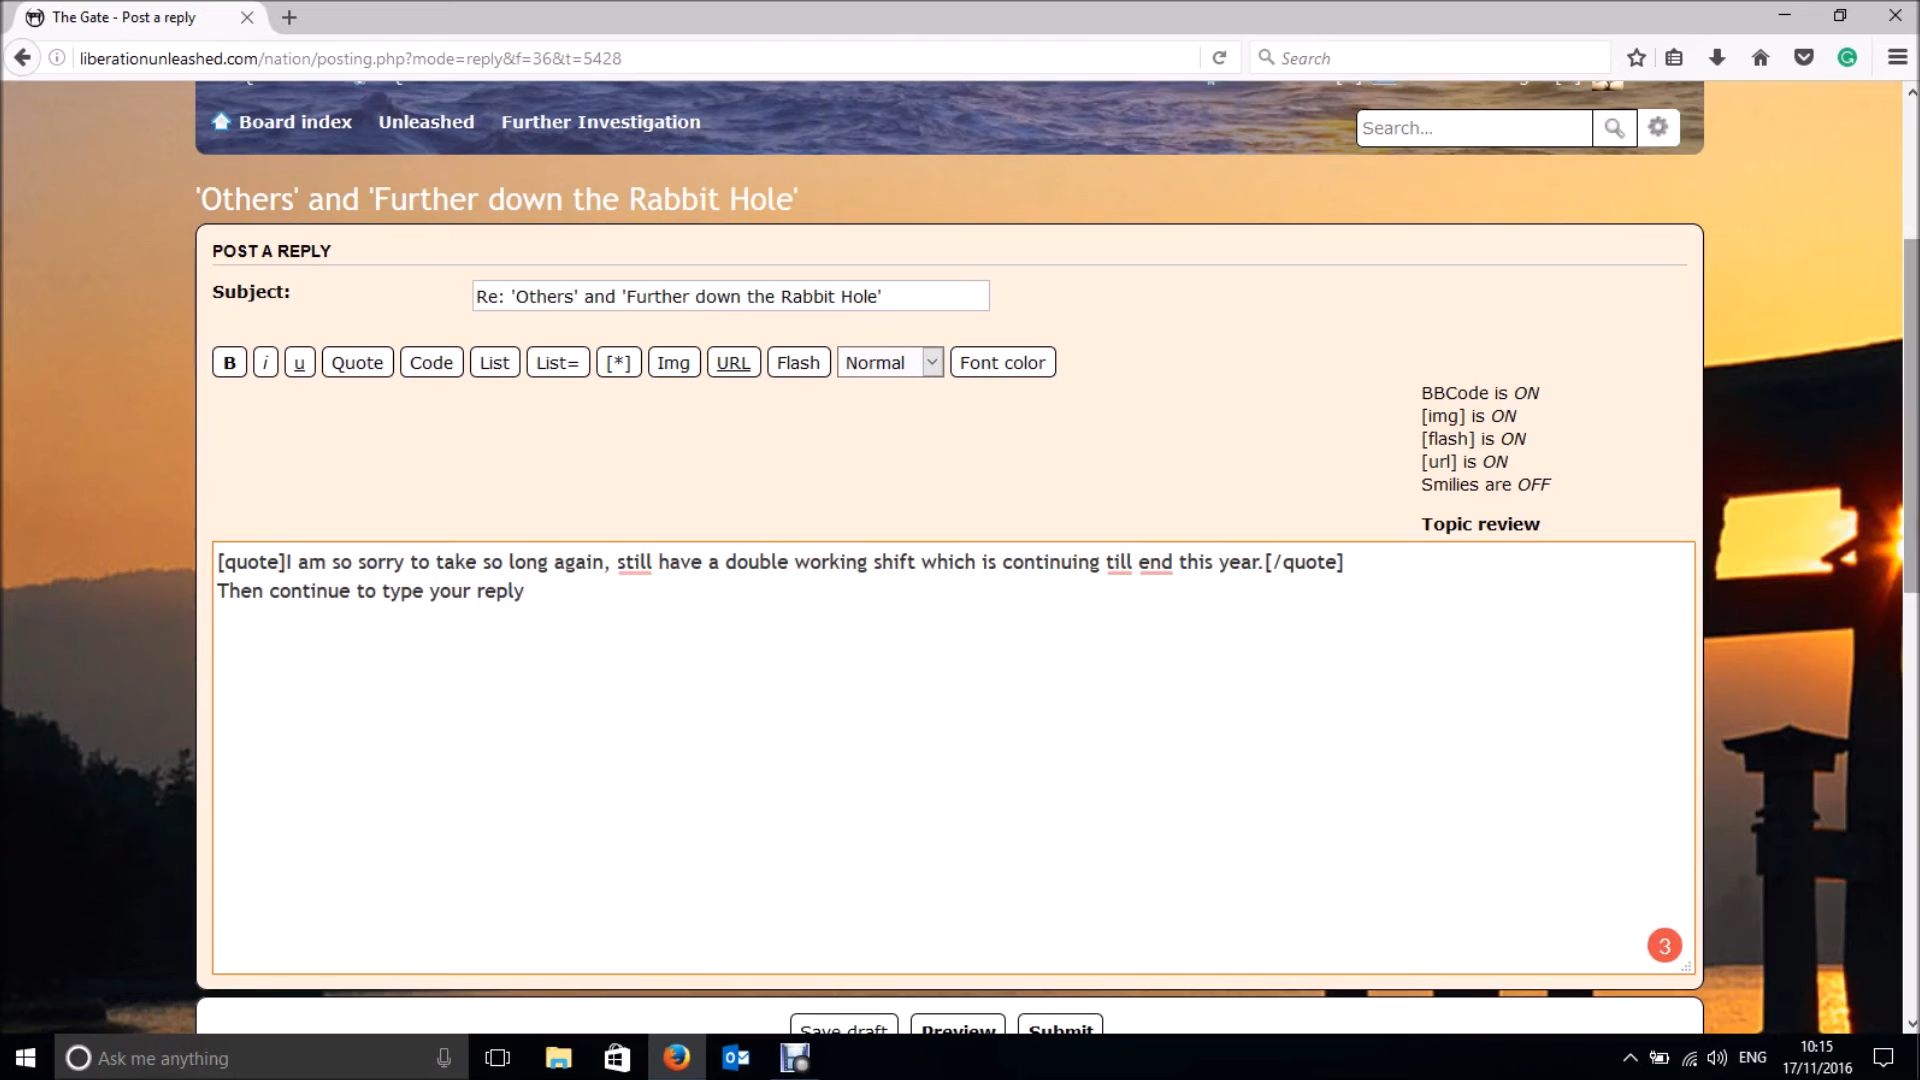 The Gate - Post a reply
liberationunleashed.com/nation/posting.php?mode=reply&f=36&t=5428
Search
Board index Unleashed Further Investigation
Search...
'Others' and 'Further down the Rabbit Hole'
POST A REPLY
Subject: Re: 'Others' and 'Further down the Rabbit Hole'
B i u Quote Code List List= [*] Img URL Flash Normal Font color
BBCode is ON
[img] is ON
[flash] is ON
[url] is ON
Smilies are OFF
Topic review
[quote]I am so sorry to take so long again, still have a double working shift which is continuing till end this year.[/quote]
Then continue to type your reply
3
Save draft Preview Submit
Ask me anything
ENG
10:15
17/11/2016